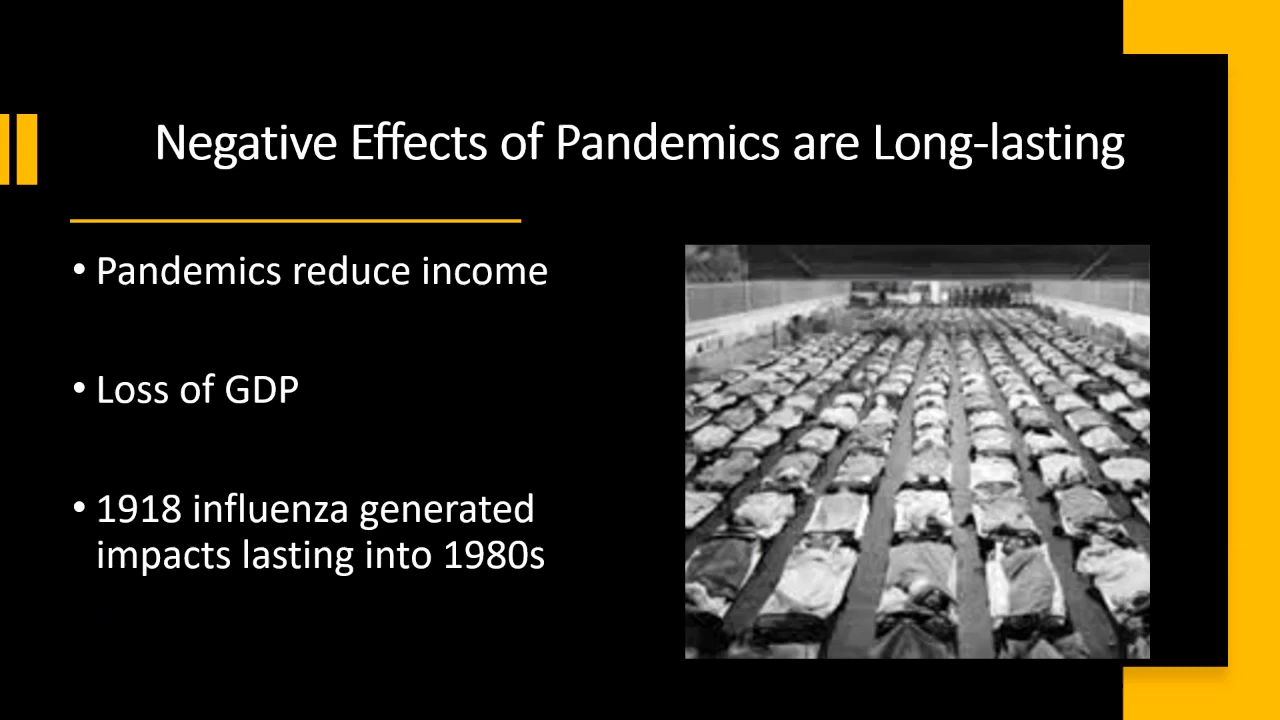 Negative Effects of Pandemics are Long-lasting
• Pandemics reduce income
• Loss of GDP
• 1918 influenza generated
impacts lasting into 1980s